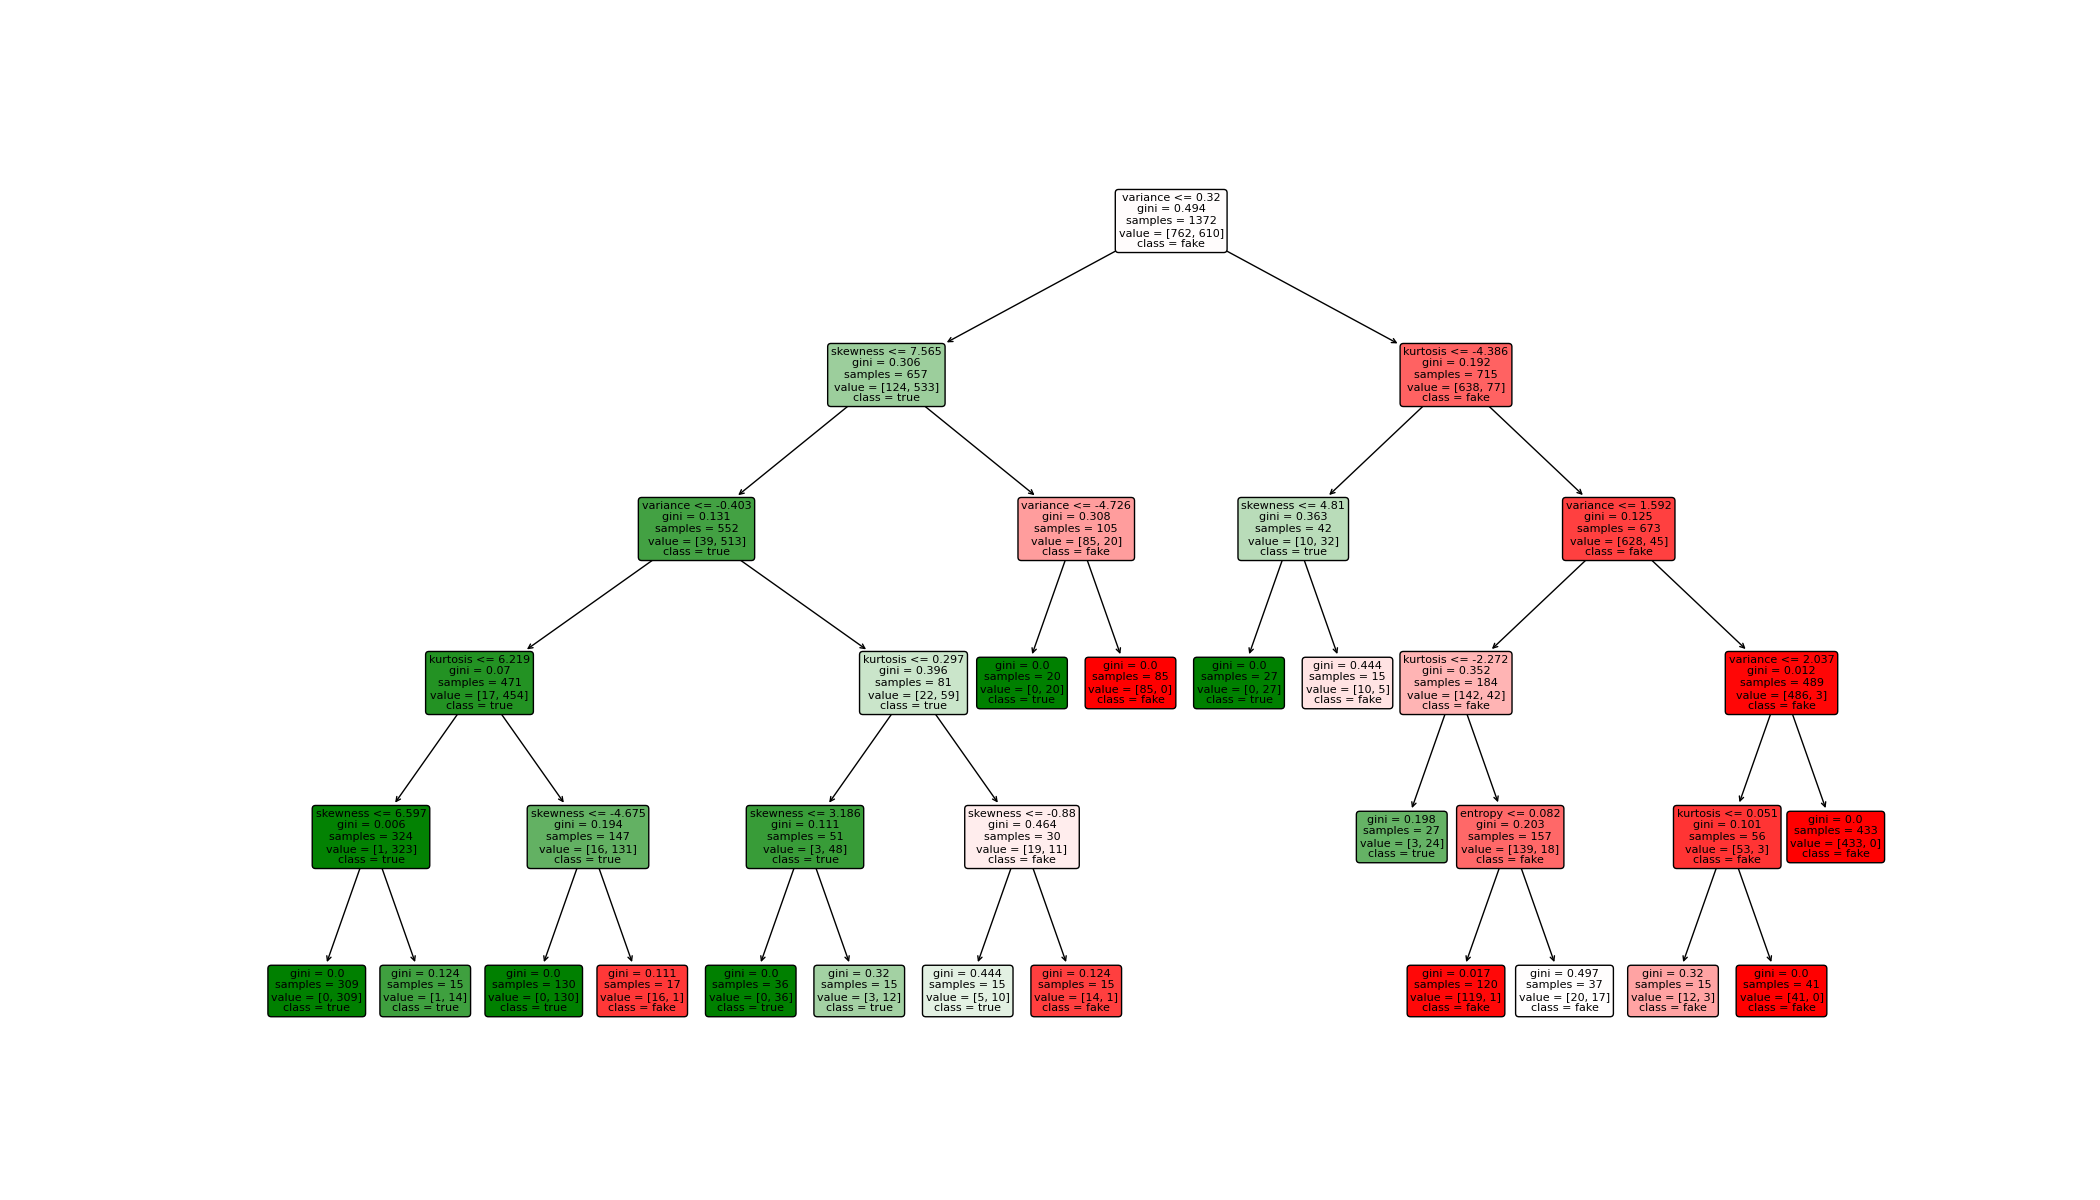 variance <= 0.32
gini = 0.494
samples = 1372
value = [762, 610]
class = fake
skewness <= 7.565
gini = 0.306
samples = 657
value = [124, 533]
class = true
kurtosis <= -4.386
gini = 0.192
samples = 715
value = [638, 77]
class = fake
variance <= -0.403
gini = 0.131
samples = 552
value = [39, 513]
class = true
variance <= -4.726
gini = 0.308
samples = 105
value = [85, 20]
class = fake
skewness <= 4.81
gini = 0.363
samples = 42
value = [10, 32]
class = true
variance <= 1.592
gini = 0.125
samples = 673
value = [628, 45]
class = fake
kurtosis <= 6.219
gini = 0.07
samples = 471
value = [17, 454]
class = true
kurtosis <= 0.297
gini = 0.396
samples = 81
value = [22, 59]
class = true
gini = 0.0
samples = 20
value = [0, 20]
class = true
gini = 0.0
samples = 85
value = [85, 0]
class = fake
gini = 0.0
samples = 27
value = [0, 27]
class = true
gini = 0.444
samples = 15
value = [10, 5]
class = fake
kurtosis <= -2.272
gini = 0.352
samples = 184
value = [142, 42]
class = fake
variance <= 2.037
gini = 0.012
samples = 489
value = [486, 3]
class = fake
skewness <= 6.597
gini = 0.006
samples = 324
value = [1, 323]
class = true
skewness <= -4.675
gini = 0.194
samples = 147
value = [16, 131]
class = true
skewness <= 3.186
gini = 0.111
samples = 51
value = [3, 48]
class = true
skewness <= -0.88
gini = 0.464
samples = 30
value = [19, 11]
class = fake
gini = 0.198
samples = 27
value = [3, 24]
class = true
entropy <= 0.082
gini = 0.203
samples = 157
value = [139, 18]
class = fake
kurtosis <= 0.051
gini = 0.101
samples = 56
value = [53, 3]
class = fake
gini = 0.0
samples = 433
value = [433, 0]
class = fake
gini = 0.0
samples = 309
value = [0, 309]
class = true
gini = 0.124
samples = 15
value = [1, 14]
class = true
gini = 0.0
samples = 130
value = [0, 130]
class = true
gini = 0.111
samples = 17
value = [16, 1]
class = fake
gini = 0.0
samples = 36
value = [0, 36]
class = true
gini = 0.32
samples = 15
value = [3, 12]
class = true
gini = 0.444
samples = 15
value = [5, 10]
class = true
gini = 0.124
samples = 15
value = [14, 1]
class = fake
gini = 0.017
samples = 120
value = [119, 1]
class = fake
gini = 0.497
samples = 37
value = [20, 17]
class = fake
gini = 0.32
samples = 15
value = [12, 3]
class = fake
gini = 0.0
samples = 41
value = [41, 0]
class = fake